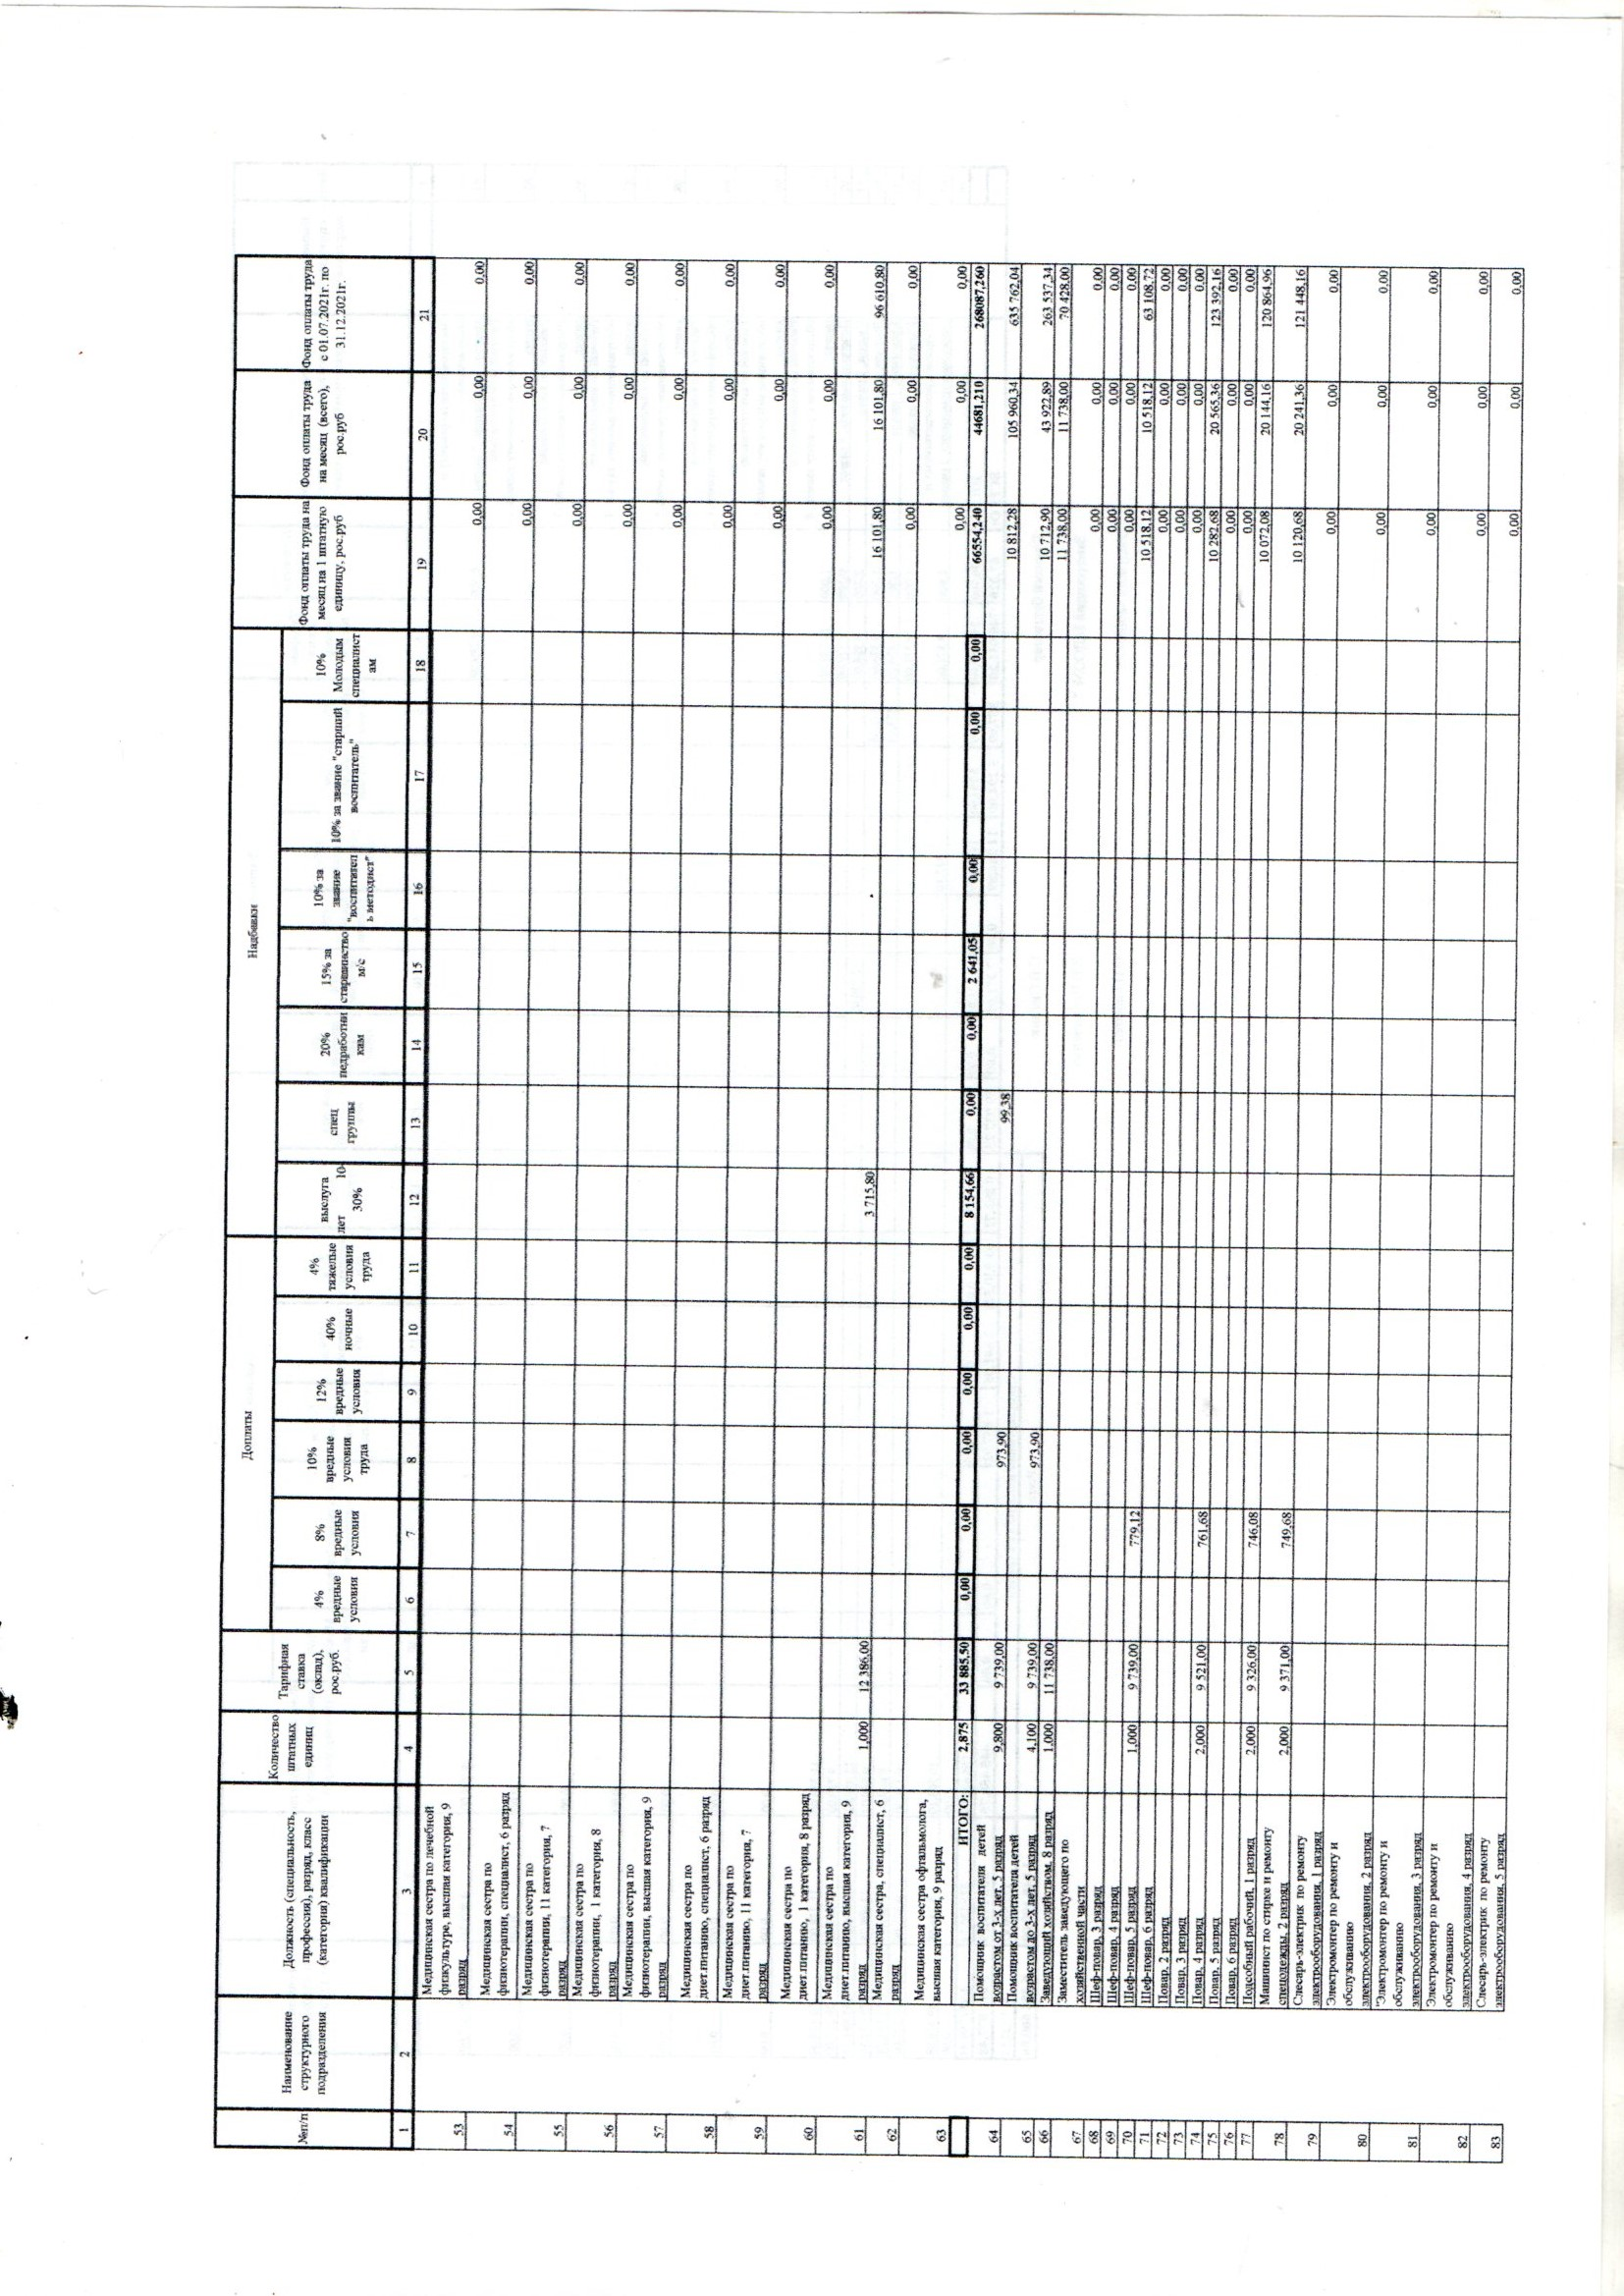 №п/п
Наименование структурного подразделения
Должность (специальность, профессия), разряд, класс (категория) квалификации
Количество штатных единиц
Тарифная ставка (оклад), рос.руб.
Доплаты
4% вредные условия
8% вредные условия
10% вредные условия труда
12% вредные условия
40% ночные
4% тяжелые условия труда
Надбавки
выслуга лет 10-30%
спец группы
20% педработникам
15% за старшинство м/с
10% за звание "воспитатель методист"
10% за звание "старший воспитатель"
10% Молодым специалистам
Фонд оплаты труда на месяц на 1 штатную единицу, рос.руб
Фонд оплаты труда на месяц (всего), рос.руб
Фонд оплаты труда с 01.07.2021г. по 31.12.2021г.
1 2 3 4 5 6 7 8 9 10 11 12 13 14 15 16 17 18 19 20 21
53 Медицинская сестра по лечебной физкультуре, высшая категория, 9 разряд 0,00 0,00 0,00
54 Медицинская сестра по физиотерапии, специалист, 6 разряд 0,00 0,00 0,00
55 Медицинская сестра по физиотерапии, 11 категория, 7 разряд 0,00 0,00 0,00
56 Медицинская сестра по физиотерапии, 1 категория, 8 разряд 0,00 0,00 0,00
57 Медицинская сестра по физиотерапии, высшая категория, 9 разряд 0,00 0,00 0,00
58 Медицинская сестра по диет.питанию, специалист, 6 разряд 0,00 0,00 0,00
59 Медицинская сестра по диет.питанию, 11 категория, 7 разряд 0,00 0,00 0,00
60 Медицинская сестра по диет.питанию, 1 категория, 8 разряд 0,00 0,00 0,00
61 Медицинская сестра по диет.питанию, высшая категория, 9 разряд 1,000 12 386,00 3 715,80 16 101,80 16 101,80 96 610,80
62 Медицинская сестра, специалист, 6 разряд 0,00 0,00 0,00
63 Медицинская сестра офтальмолога, высшая категория, 9 разряд 0,00 0,00 0,00
ИТОГО: 2,875 33 885,50 0,00 0,00 0,00 0,00 0,00 0,00 8 154,66 0,00 0,00 2 641,05 0,00 0,00 0,00 66554,240 44681,210 268087,260
64 Помощник воспитателя детей возрастом от 3-х лет, 5 разряд 9,800 9 739,00 973,90 99,38 10 812,28 105 960,34 635 762,04
65 Помощник воспитателя детей возрастом до 3-х лет, 5 разряд 4,100 9 739,00 973,90 10 712,90 43 922,89 263 537,34
66 Заведующий хозяйством, 8 разряд 1,000 11 738,00 11 738,00 11 738,00 70 428,00
67 Заместитель заведующего по хозяйственной части 0,00 0,00 0,00
68 Шеф-повар, 3 разряд 0,00 0,00 0,00
69 Шеф-повар, 4 разряд 0,00 0,00 0,00
70 Шеф-повар, 5 разряд 1,000 9 739,00 779,12 10 518,12 10 518,12 63 108,72
71 Шеф-повар, 6 разряд 0,00 0,00 0,00
72 Повар, 2 разряд 0,00 0,00 0,00
73 Повар, 3 разряд 0,00 0,00 0,00
74 Повар, 4 разряд 2,000 9 521,00 761,68 10 282,68 20 565,36 123 392,16
75 Повар, 5 разряд 0,00 0,00 0,00
76 Повар, 6 разряд 0,00 0,00 0,00
77 Подсобный рабочий, 1 разряд 2,000 9 326,00 746,08 10 072,08 20 144,16 120 864,96
78 Машинист по стирке и ремонту спецодежды, 2 разряд 2,000 9 371,00 749,68 10 120,68 20 241,36 121 448,16
79 Слесарь-электрик по ремонту электрооборудования, 1 разряд 0,00 0,00 0,00
80 Электромонтер по ремонту и обслуживанию электрооборудования, 2 разряд 0,00 0,00 0,00
81 Электромонтер по ремонту и обслуживанию электрооборудования, 3 разряд 0,00 0,00 0,00
82 Электромонтер по ремонту и обслуживанию электрооборудования, 4 разряд 0,00 0,00 0,00
83 Слесарь-электрик по ремонту электрооборудования, 5 разряд 0,00 0,00 0,00